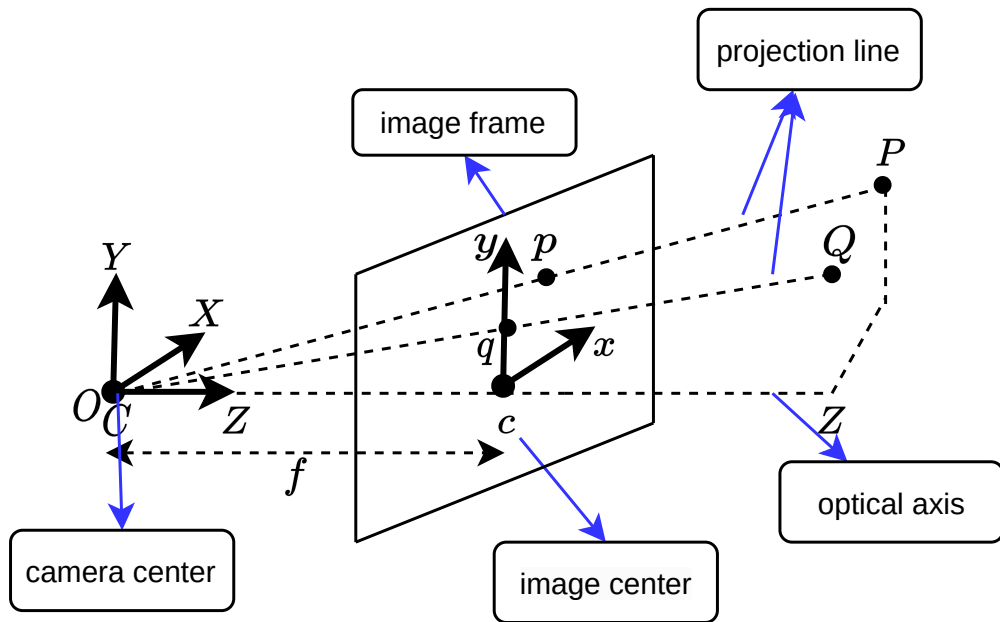 projection line
image frame
P
y
p
Q
Y
X
q
x
O
C
Z
c
Z
f
optical axis
camera center
image center